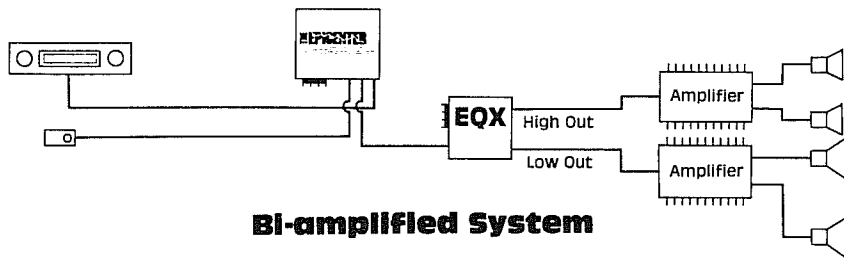 EPICENTER
EQX
High Out
Low Out
Amplifier
Amplifier
Bi-amplified System